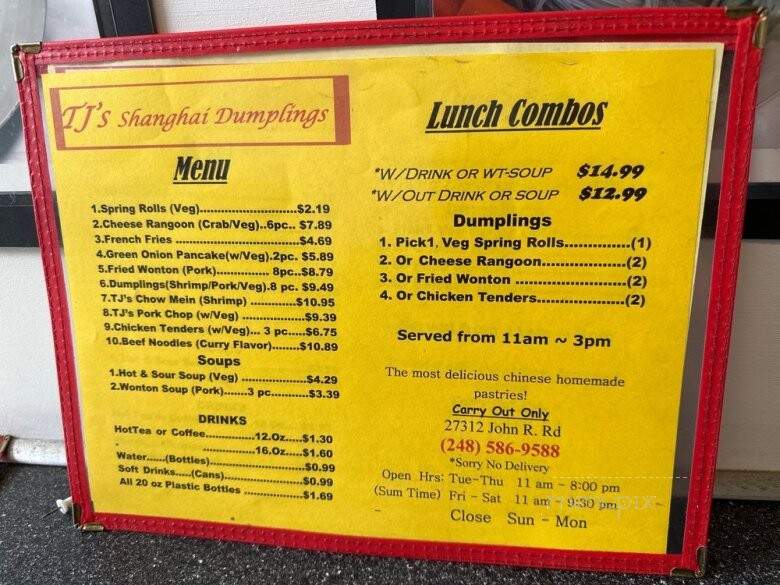 TJ's Shanghai Dumplings
Menu
1.Spring Rolls (Veg)............................$2.19
2.Cheese Rangoon (Crab/Veg)..6pc.. $7.89
3.French Fries ...................................$4.69
4.Green Onion Pancake(w/Veg).2pc. $5.89
5.Fried Wonton (Pork)................ 8pc..$8.79
6.Dumplings(Shrimp/Pork/Veg).8 pc. $9.49
7.TJ's Chow Mein (Shrimp) ............$10.95
8.TJ's Pork Chop (w/Veg) ................$9.39
9.Chicken Tenders (w/Veg)... 3 pc.....$6.75
10.Beef Noodles (Curry Flavor)........$10.89
Soups
1.Hot & Sour Soup (Veg) ..................$4.29
2.Wonton Soup (Pork).......3 pc..........$3.39
DRINKS
HotTea or Coffee..............12.Oz.....$1.30
..............16.Oz.....$1.60
Water......(Bottles)........................$0.99
Soft Drinks.....(Cans).....................$0.99
All 20 oz Plastic Bottles ...............$1.69
Lunch Combos
*W/DRINK OR WT-SOUP $14.99
*W/OUT DRINK OR SOUP $12.99
Dumplings
1. Pick1, Veg Spring Rolls..............(1)
2. Or Cheese Rangoon..................(2)
3. Or Fried Wonton ......................(2)
4. Or Chicken Tenders...................(2)
Served from 11am ~ 3pm
The most delicious chinese homemade
pastries!
Carry Out Only
27312 John R. Rd
(248) 586-9588
*Sorry No Delivery
Open Hrs: Tue-Thu 11 am - 8:00 pm
(Sum Time) Fri - Sat 11 am - 9:30 pm
Close Sun - Mon